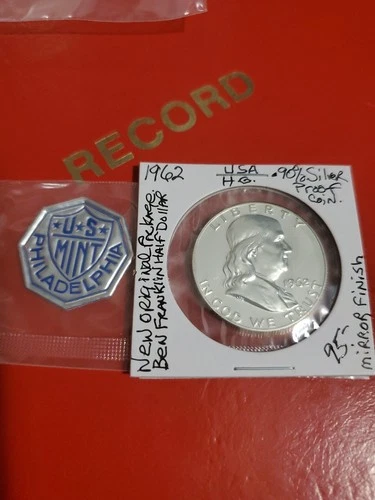 RECORD
1962
USA
H.G.
.90% Silver
Proof
Coin.
LIBERTY
1962
IN GOD WE TRUST
NEW ORIGINAL Package
BEN FRANKLIN Half Dollar
MIRROR FINISH
U S
MINT
PHILADELPHIA